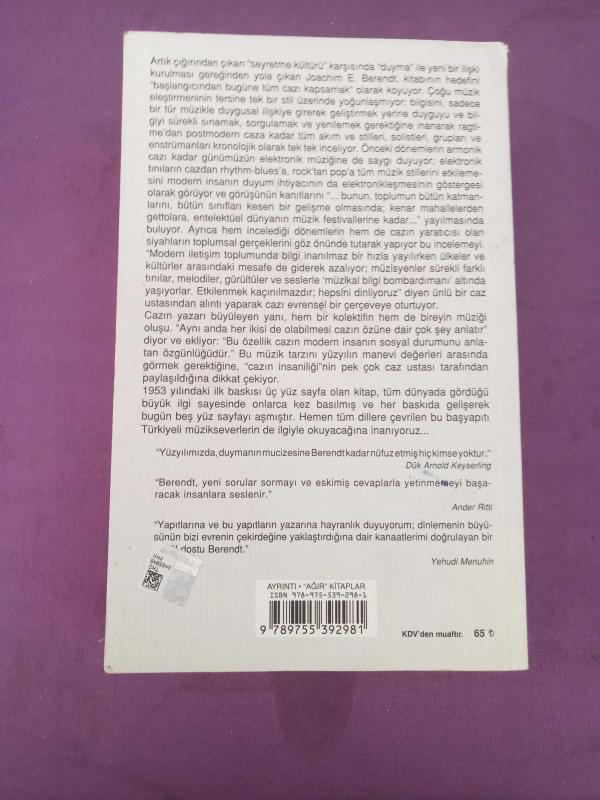 Artık çığırından çıkan “seyretme kültürü” karşısında “duyma” ile yeni bir ilişki
kurulması gereğinden yola çıkan Joachim E. Berendt, kitabının hedefini
“başlangıcından bugüne tüm cazı kapsamak” olarak koyuyor. Çoğu müzik
eleştirmeninin tersine tek bir stil üzerinde yoğunlaşmıyor; bilgisini, sadece
bir tür müzikle duygusal ilişkiye girerek geliştirmek yerine duyguyu ve bil-
giyi sürekli sınamak, sorgulamak ve yenilemek gerektiğine inanarak ragti-
me’dan postmodern caza kadar tüm akım ve stilleri, solistleri, grupları ve
enstrümanları kronolojik olarak tek tek inceliyor. Önceki dönemlerin armonik
cazı kadar günümüzün elektronik müziğine de saygı duyuyor; elektronik
tınıların cazdan rhythm-blues’a, rock’tan pop’a tüm müzik stillerini etkileme-
sini modern insanın duyum ihtiyacının da elektronikleşmesinin göstergesi
olarak görüyor ve görüşünün kanıtlarını “... bunun, toplumun bütün katman-
larını, bütün sınıfları kesen bir gelişme olmasında; kenar mahallelerden
gettolara, entelektüel dünyanın müzik festivallerine kadar...” yayılmasında
buluyor. Ayrıca hem incelediği dönemlerin hem de cazın yaratıcısı olan
siyahların toplumsal gerçeklerini göz önünde tutarak yapıyor bu incelemeyi.
“Modern iletişim toplumunda bilgi inanılmaz bir hızla yayılırken ülkeler ve
kültürler arasındaki mesafe de giderek azalıyor; müzisyenler sürekli farklı
tınılar, melodiler, gürültüler ve seslerle ‘müzikal bilgi bombardımanı’ altında
yaşıyorlar. Etkilenmek kaçınılmazdır; hepsini dinliyoruz” diyen ünlü bir caz
ustasından alıntı yaparak cazı evrensel bir çerçeveye oturtuyor.
Cazın yazarı büyüleyen yanı, hem bir kolektifin hem de bireyin müziği
oluşu. “Aynı anda her ikisi de olabilmesi cazın özüne dair çok şey anlatır”
diyor ve ekliyor: “Bu özellik cazın modern insanın sosyal durumunu anla-
tan özgünlüğüdür.” Bu müzik tarzını yüzyılın manevi değerleri arasında
görmek gerektiğine, “cazın insaniliği”nin pek çok caz ustası tarafından
paylaşıldığına dikkat çekiyor.
1953 yılındaki ilk baskısı üç yüz sayfa olan kitap, tüm dünyada gördüğü
büyük ilgi sayesinde onlarca kez basılmış ve her baskıda gelişerek
bugün beş yüz sayfayı aşmıştır. Hemen tüm dillere çevrilen bu başyapıtı
Türkiyeli müzikseverlerin de ilgiyle okuyacağına inanıyoruz...
“Yüzyılımızda, duymanın mucizesine Berendt kadar nüfuz etmiş hiç kimse yoktur.”
Dük Arnold Keyserling
“Berendt, yeni sorular sormayı ve eskimiş cevaplarla yetinmemeyi başa-
racak insanlara seslenir.”
Ander Ritti
“Yapıtlarına ve bu yapıtların yazarına hayranlık duyuyorum; dinlemenin büyü-
sünün bizi evrenin çekirdeğine yaklaştırdığına dair kanaatlerimi doğrulayan bir
dostu Berendt.”
Yehudi Menuhin
AYRINTI • “AĞIR” KİTAPLAR
ISBN 978-975-539-298-1
9 789755 392981
KDV’den muaftır. 65 ₺